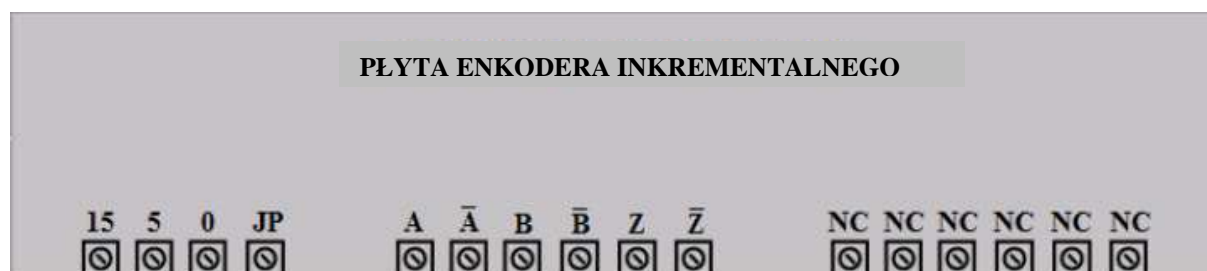 PŁYTA ENKODERA INKREMENTALNEGO
15 5 0 JP A A̅ B B̅ Z Z̅ NC NC NC NC NC NC